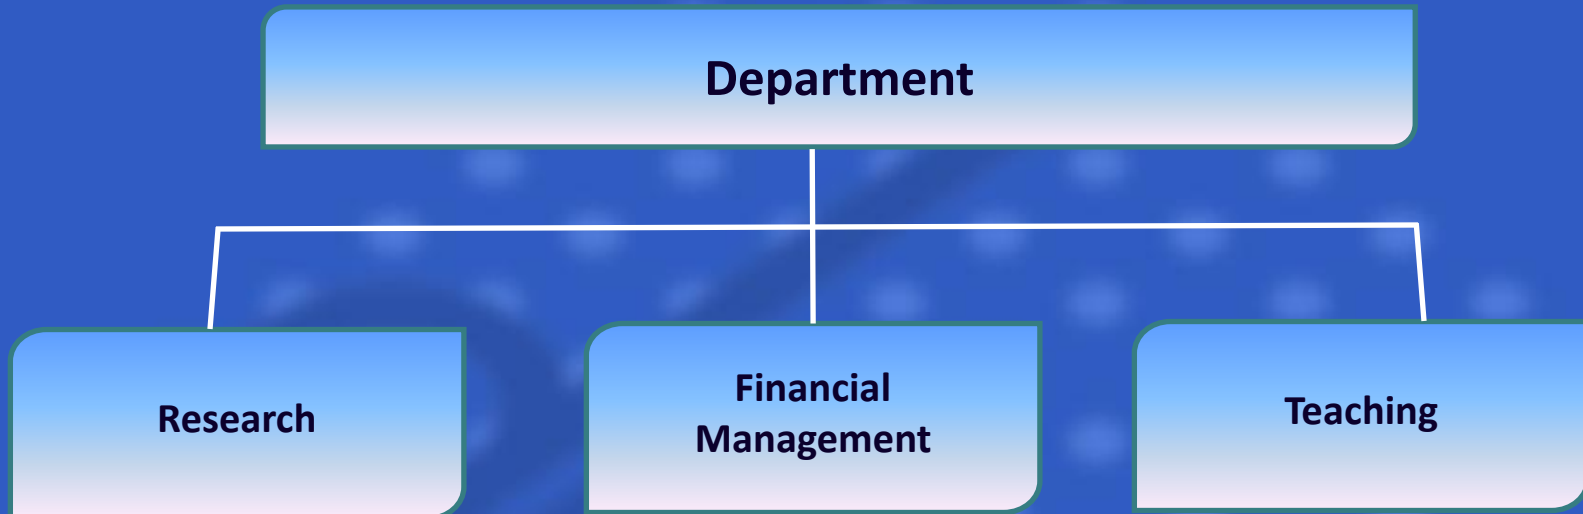 Department
Research
Financial
Management
Teaching